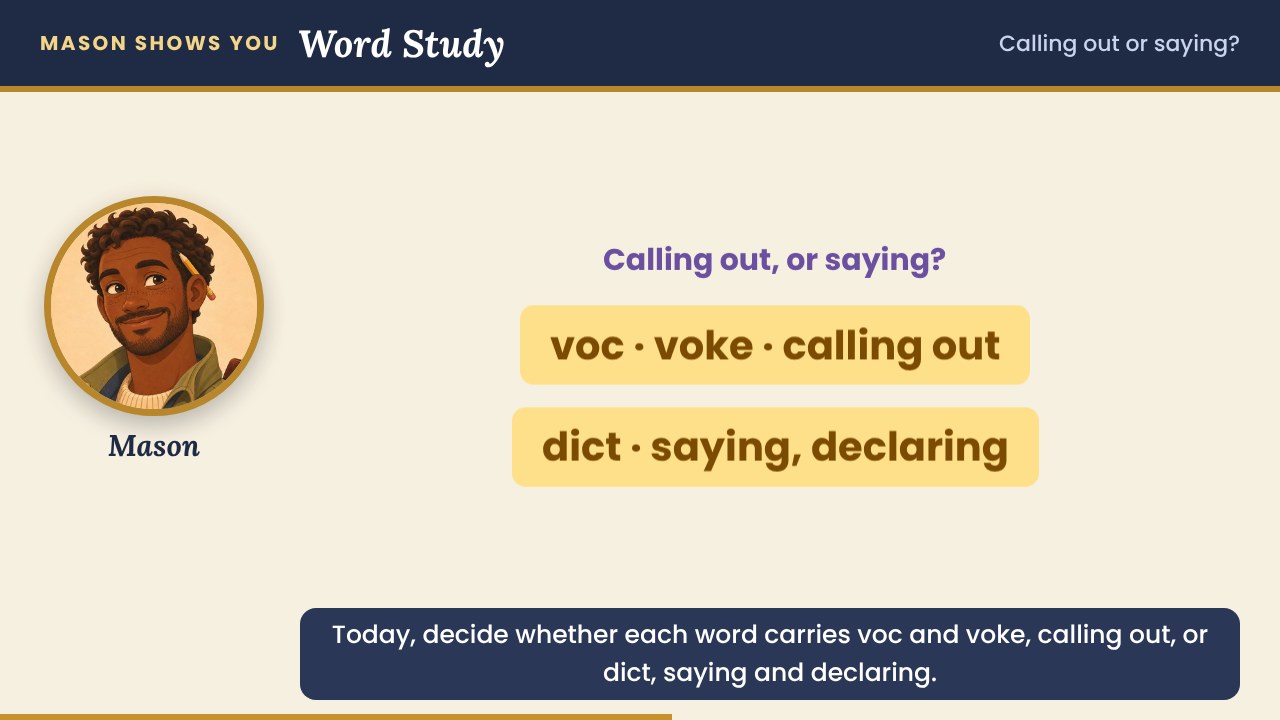 MASON SHOWS YOU Word Study
Calling out or saying?
Calling out, or saying?
voc · voke · calling out
dict · saying, declaring
Mason
Today, decide whether each word carries voc and voke, calling out, or
dict, saying and declaring.